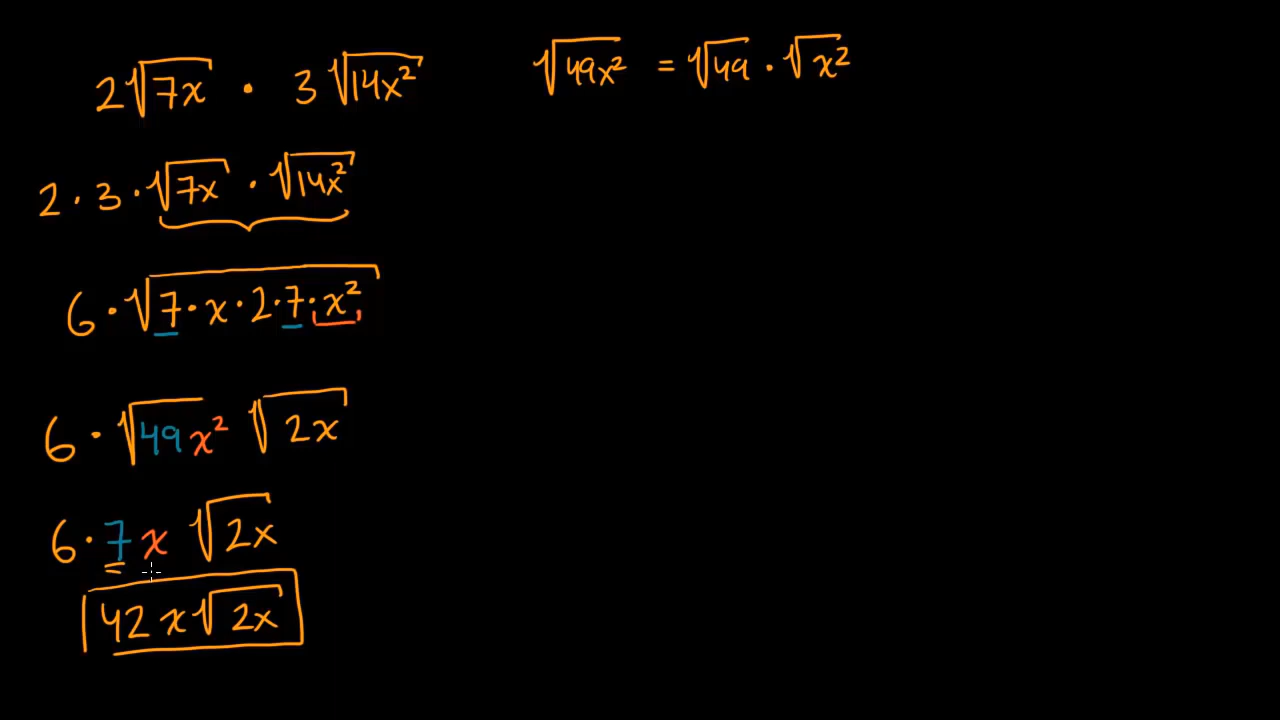 2√7x · 3√14x²
√49x² = √49 · √x²
2 · 3 · √7x · √14x²
6 · √7 · x · 2 · 7 · x²
6 · √49x² √2x
6 · 7x √2x
42x√2x